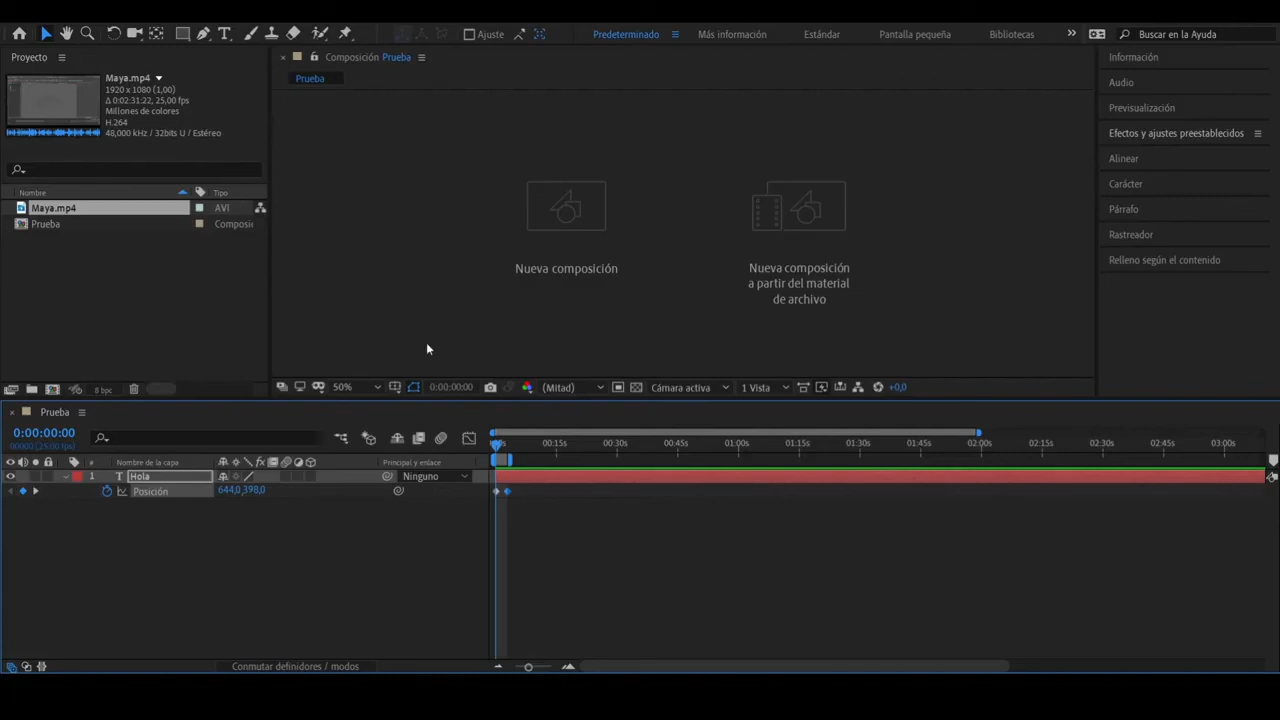 Ajuste
Predeterminado
Más información
Estándar
Pantalla pequeña
Bibliotecas
Buscar en la Ayuda
Proyecto
Maya.mp4
1920 x 1080 (1,00)
Δ 0:02:31:22, 25,00 fps
Millones de colores
H.264
48,000 kHz / 32bits U / Estéreo
Nombre
Tipo
Maya.mp4
AVI
Prueba
Composic
8 bpc
Composición Prueba
Prueba
Nueva composición
Nueva composición
a partir del material
de archivo
50%
0:00:00:00
(Mitad)
Cámara activa
1 Vista
+0,0
Información
Audio
Previsualización
Efectos y ajustes preestablecidos
Alinear
Carácter
Párrafo
Rastreador
Relleno según el contenido
Prueba
0:00:00:00
00000 (25.00 fps)
#
Nombre de la capa
Principal y enlace
00:15s
00:30s
00:45s
01:00s
01:15s
01:30s
01:45s
02:00s
02:15s
02:30s
02:45s
03:00s
1
T
Hola
Ninguno
Posición
644,0,398,0
Conmutar definidores / modos